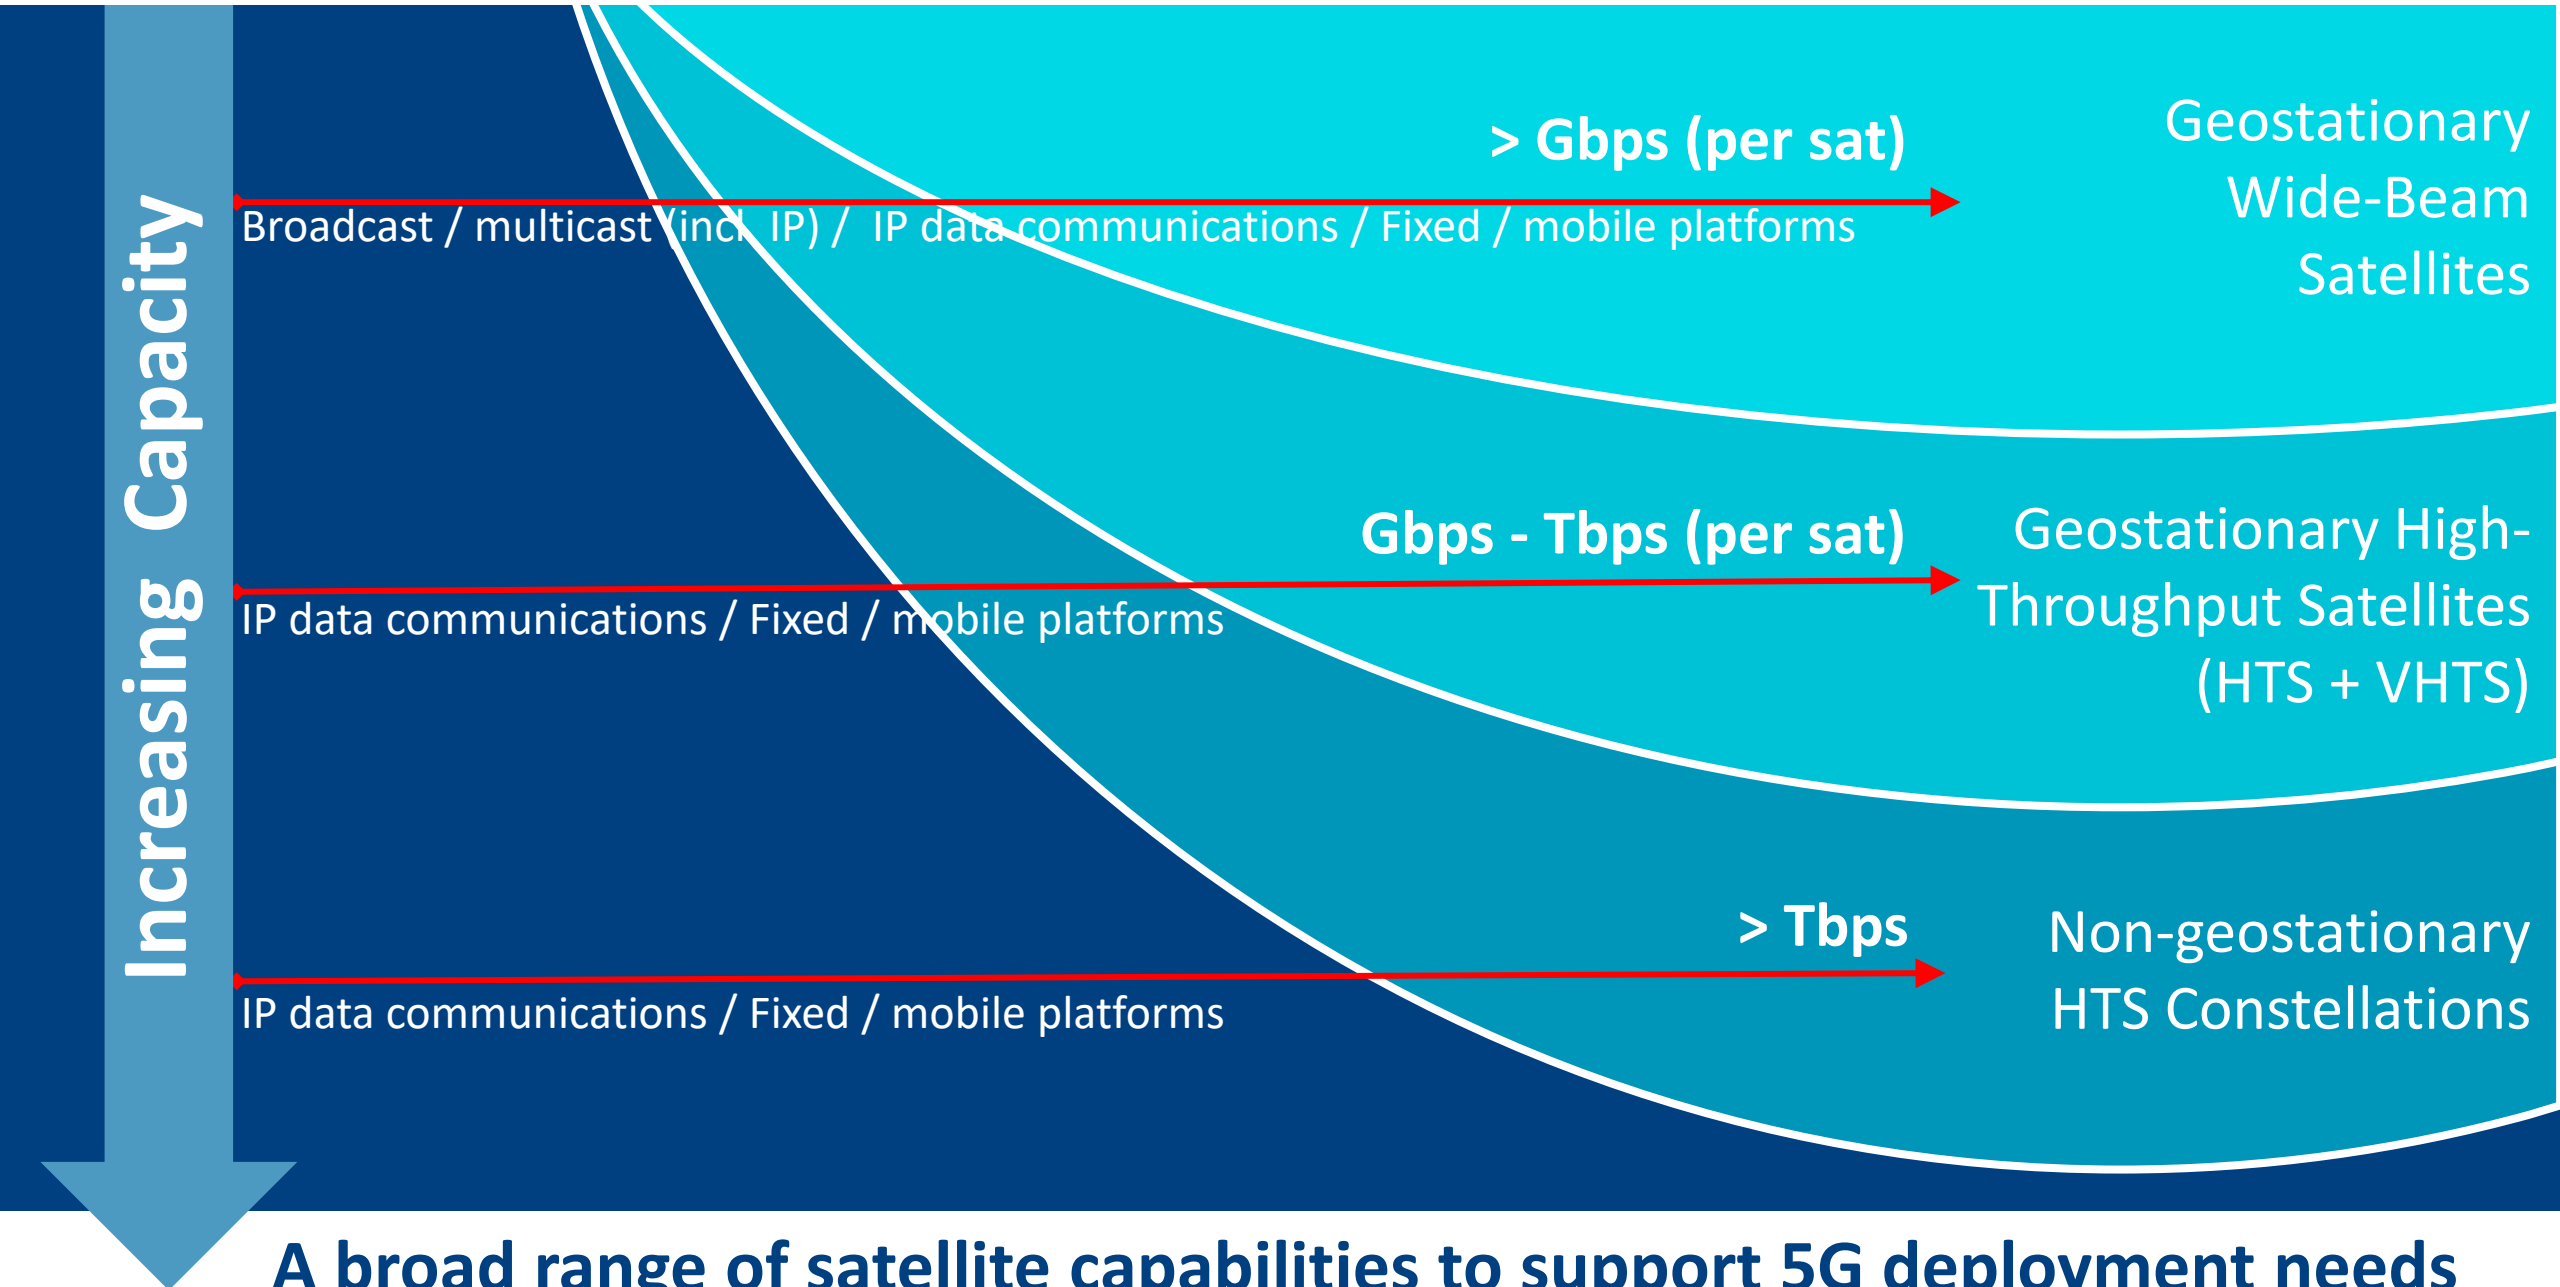 Increasing Capacity
> Gbps (per sat)
Broadcast / multicast (incl. IP) / IP data communications / Fixed / mobile platforms
Geostationary
Wide-Beam
Satellites
Gbps - Tbps (per sat)
IP data communications / Fixed / mobile platforms
Geostationary High-
Throughput Satellites
(HTS + VHTS)
> Tbps
IP data communications / Fixed / mobile platforms
Non-geostationary
HTS Constellations
A broad range of satellite capabilities to support 5G deployment needs